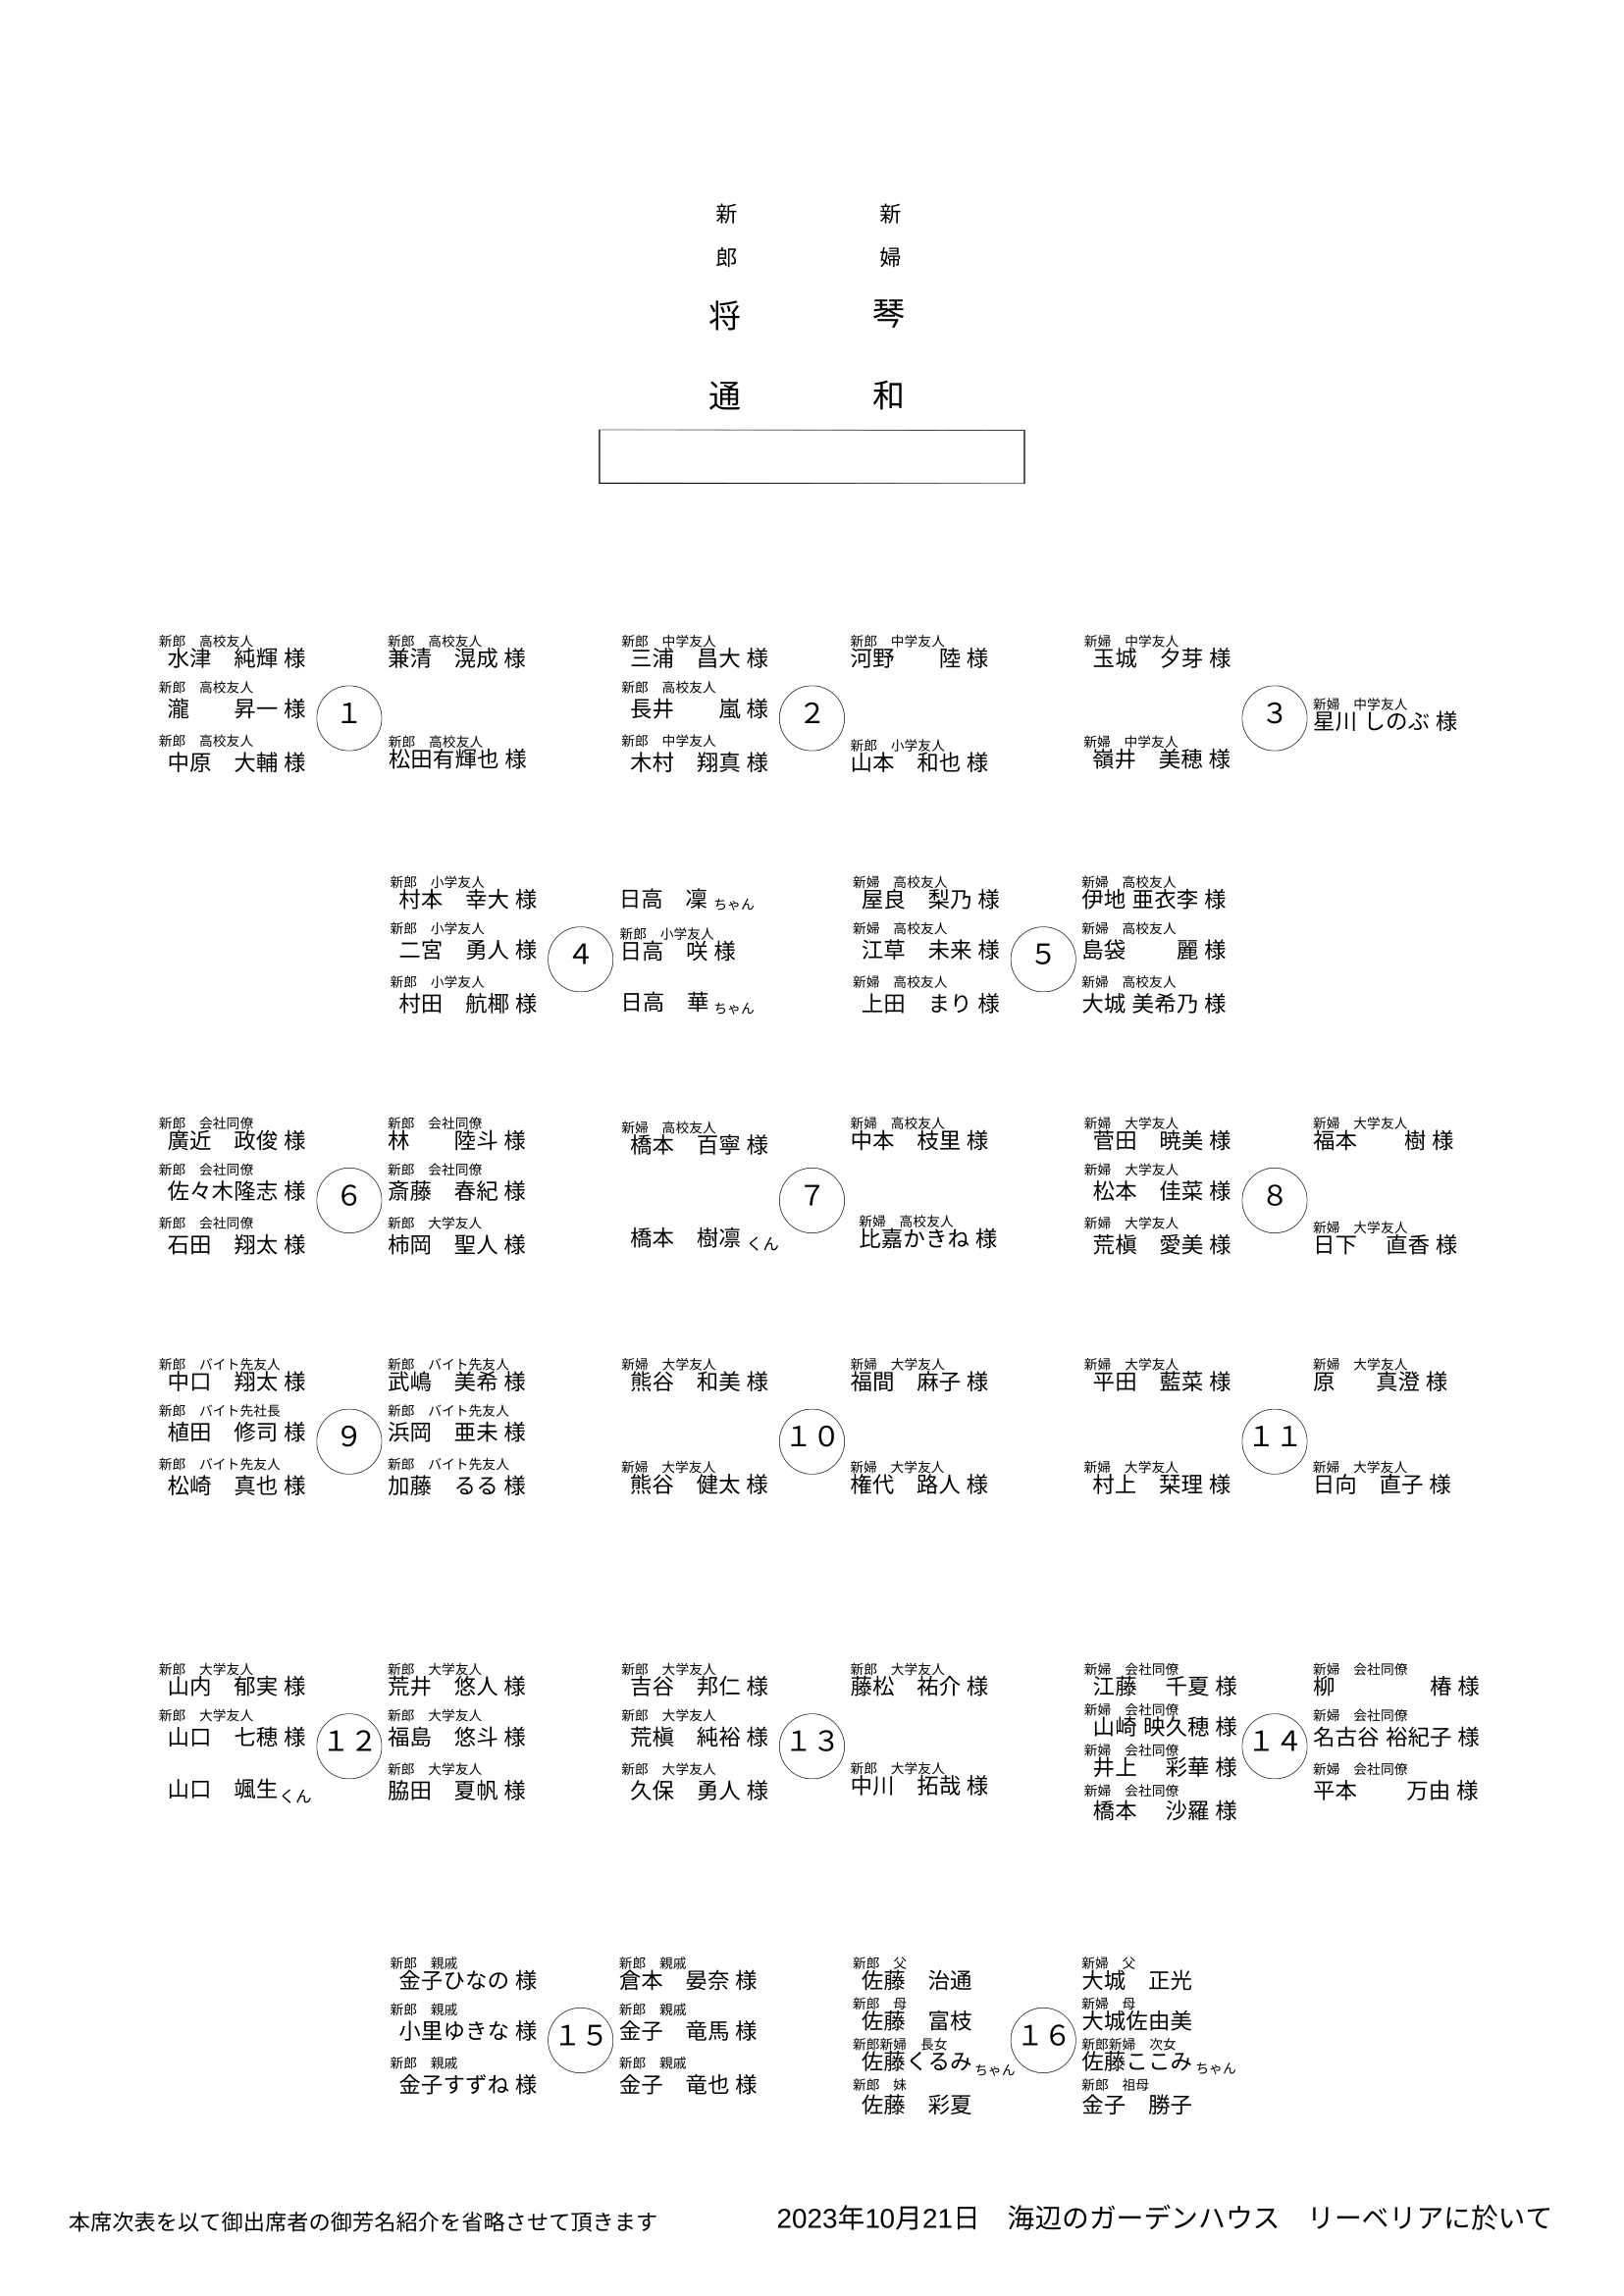 新郎 将通
新婦 琴和
新郎　高校友人
水津　純輝 様
新郎　高校友人
瀧　　昇一 様
新郎　高校友人
中原　大輔 様
１
新郎　高校友人
兼清　滉成 様
新郎　高校友人
松田有輝也 様
新郎　中学友人
三浦　昌大 様
新郎　高校友人
長井　　嵐 様
新郎　中学友人
木村　翔真 様
２
新郎　中学友人
河野　　陸 様
新郎　小学友人
山本　和也 様
新婦　中学友人
玉城　夕芽 様
新婦　中学友人
嶺井　美穂 様
３
新婦　中学友人
星川 しのぶ 様
新郎　小学友人
村本　幸大 様
新郎　小学友人
二宮　勇人 様
新郎　小学友人
村田　航椰 様
４
日高　凜 ちゃん
新郎　小学友人
日高　咲 様
日高　華 ちゃん
新婦　高校友人
屋良　梨乃 様
新婦　高校友人
江草　未来 様
新婦　高校友人
上田　まり 様
５
新婦　高校友人
伊地 亜衣李 様
新婦　高校友人
島袋　　麗 様
新婦　高校友人
大城 美希乃 様
新郎　会社同僚
廣近　政俊 様
新郎　会社同僚
佐々木隆志 様
新郎　会社同僚
石田　翔太 様
６
新郎　会社同僚
林　　陸斗 様
新郎　会社同僚
斎藤　春紀 様
新郎　大学友人
柿岡　聖人 様
新婦　高校友人
橋本　百寧 様
橋本　樹凛 くん
７
新婦　高校友人
中本　枝里 様
新婦　高校友人
比嘉かきね 様
新婦　大学友人
菅田　暁美 様
新婦　大学友人
松本　佳菜 様
新婦　大学友人
荒槇　愛美 様
８
新婦　大学友人
福本　　樹 様
新婦　大学友人
日下　直香 様
新郎　バイト先友人
中口　翔太 様
新郎　バイト先社長
植田　修司 様
新郎　バイト先友人
松崎　真也 様
９
新郎　バイト先友人
武嶋　美希 様
新郎　バイト先友人
浜岡　亜未 様
新郎　バイト先友人
加藤　るる 様
新婦　大学友人
熊谷　和美 様
新婦　大学友人
熊谷　健太 様
１０
新婦　大学友人
福間　麻子 様
新婦　大学友人
権代　路人 様
新婦　大学友人
平田　藍菜 様
新婦　大学友人
村上　栞理 様
１１
新婦　大学友人
原　　真澄 様
新婦　大学友人
日向　直子 様
新郎　大学友人
山内　郁実 様
新郎　大学友人
山口　七穂 様
山口　颯生くん
１２
新郎　大学友人
荒井　悠人 様
新郎　大学友人
福島　悠斗 様
新郎　大学友人
脇田　夏帆 様
新郎　大学友人
吉谷　邦仁 様
新郎　大学友人
荒槇　純裕 様
新郎　大学友人
久保　勇人 様
１３
新郎　大学友人
藤松　祐介 様
新郎　大学友人
中川　拓哉 様
新婦　会社同僚
江藤　千夏 様
新婦　会社同僚
山崎 映久穂 様
新婦　会社同僚
井上　彩華 様
新婦　会社同僚
橋本　沙羅 様
１４
新婦　会社同僚
柳　　　　椿 様
新婦　会社同僚
名古谷 裕紀子 様
新婦　会社同僚
平本　　万由 様
新郎　親戚
金子ひなの 様
新郎　親戚
小里ゆきな 様
新郎　親戚
金子すずね 様
１５
新郎　親戚
倉本　晏奈 様
新郎　親戚
金子　竜馬 様
新郎　親戚
金子　竜也 様
新郎　父
佐藤　治通
新郎　母
佐藤　富枝
新郎新婦　長女
佐藤くるみ ちゃん
新郎　妹
佐藤　彩夏
１６
新婦　父
大城　正光
新婦　母
大城佐由美
新郎新婦　次女
佐藤ここみ ちゃん
新郎　祖母
金子　勝子
本席次表を以て御出席者の御芳名紹介を省略させて頂きます
2023年10月21日　海辺のガーデンハウス　リーベリアに於いて